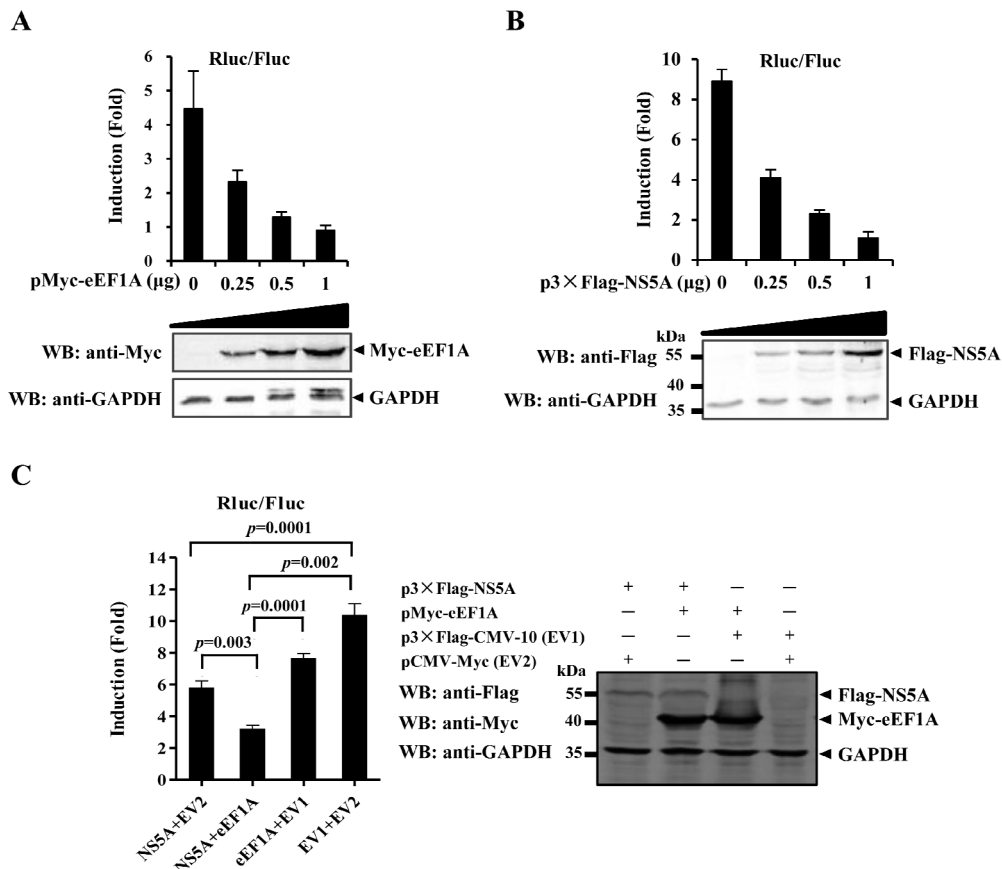 A
Rluc/Fluc
Induction (Fold)
6
5
4
3
2
1
0
pMyc-eEF1A (µg) 0 0.25 0.5 1
WB: anti-Myc Myc-eEF1A
WB: anti-GAPDH GAPDH
B
Rluc/Fluc
Induction (Fold)
10
8
6
4
2
0
p3×Flag-NS5A (µg) 0 0.25 0.5 1
kDa
WB: anti-Flag 55 Flag-NS5A
40
WB: anti-GAPDH 35 GAPDH
C
Rluc/Fluc
p=0.0001
p=0.002
p=0.0001
p=0.003
Induction (Fold)
14
12
10
8
6
4
2
0
NS5A+EV2
NS5A+eEF1A
eEF1A+EV1
EV1+EV2
p3×Flag-NS5A + + — —
pMyc-eEF1A — + + —
p3×Flag-CMV-10 (EV1) — — + +
pCMV-Myc (EV2) + — — +
kDa
WB: anti-Flag 55 Flag-NS5A
WB: anti-Myc 40 Myc-eEF1A
WB: anti-GAPDH 35 GAPDH